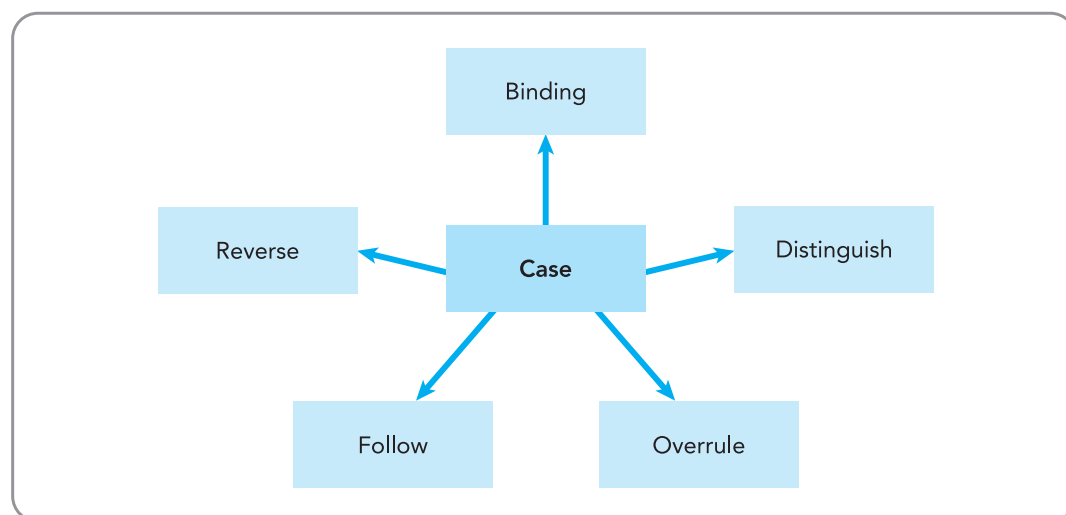 Binding
Reverse
Case
Distinguish
Follow
Overrule